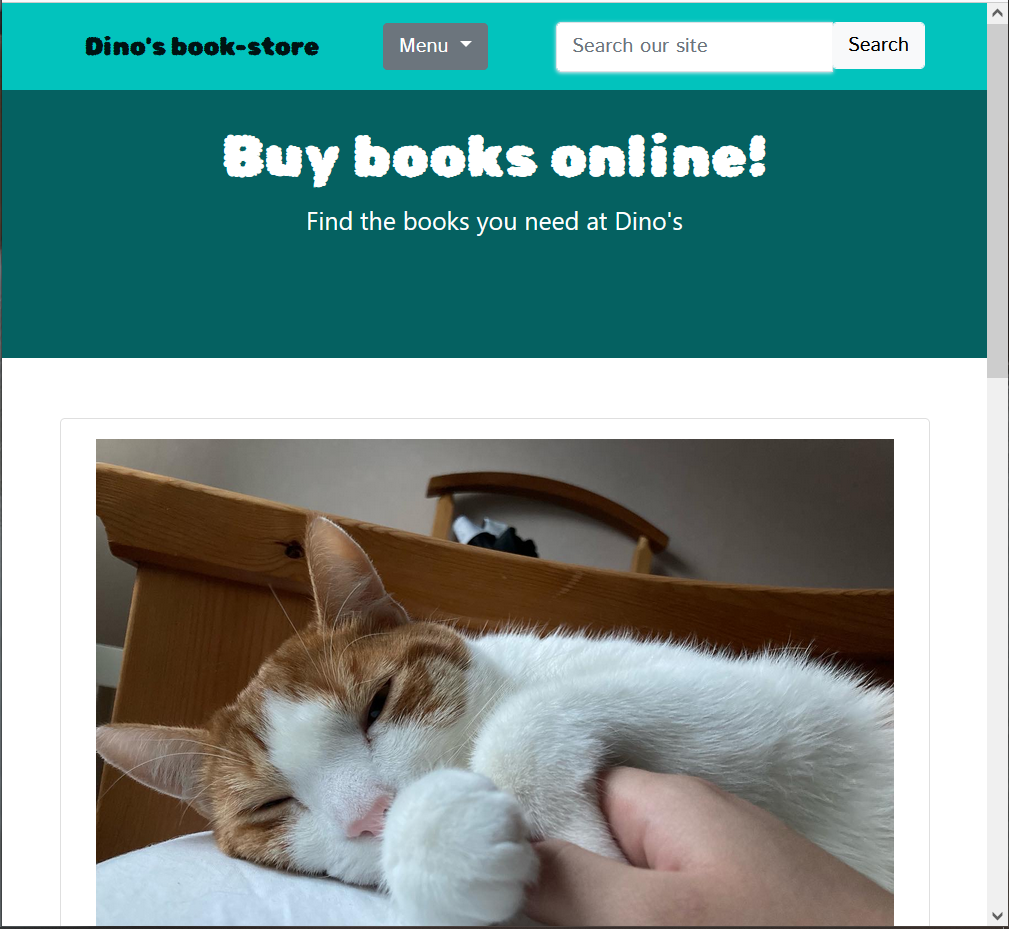 Dino's book-store
Menu
Search our site
Search
Buy books online!
Find the books you need at Dino's